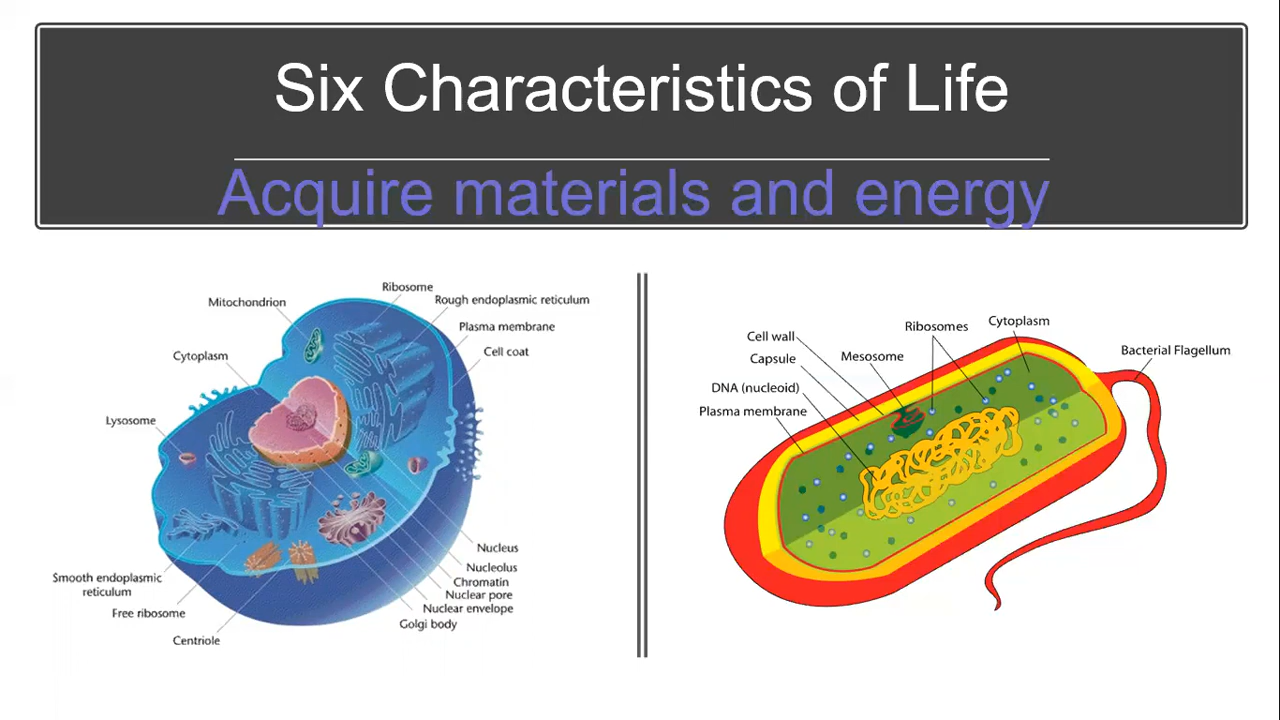 Six Characteristics of Life
Acquire materials and energy
Ribosome
Mitochondrion
Rough endoplasmic reticulum
Plasma membrane
Cell coat
Cytoplasm
Lysosome
Nucleus
Nucleolus
Chromatin
Nuclear pore
Nuclear envelope
Golgi body
Smooth endoplasmic
reticulum
Free ribosome
Centriole
Cell wall
Capsule
Mesosome
Ribosomes
Cytoplasm
Bacterial Flagellum
DNA (nucleoid)
Plasma membrane